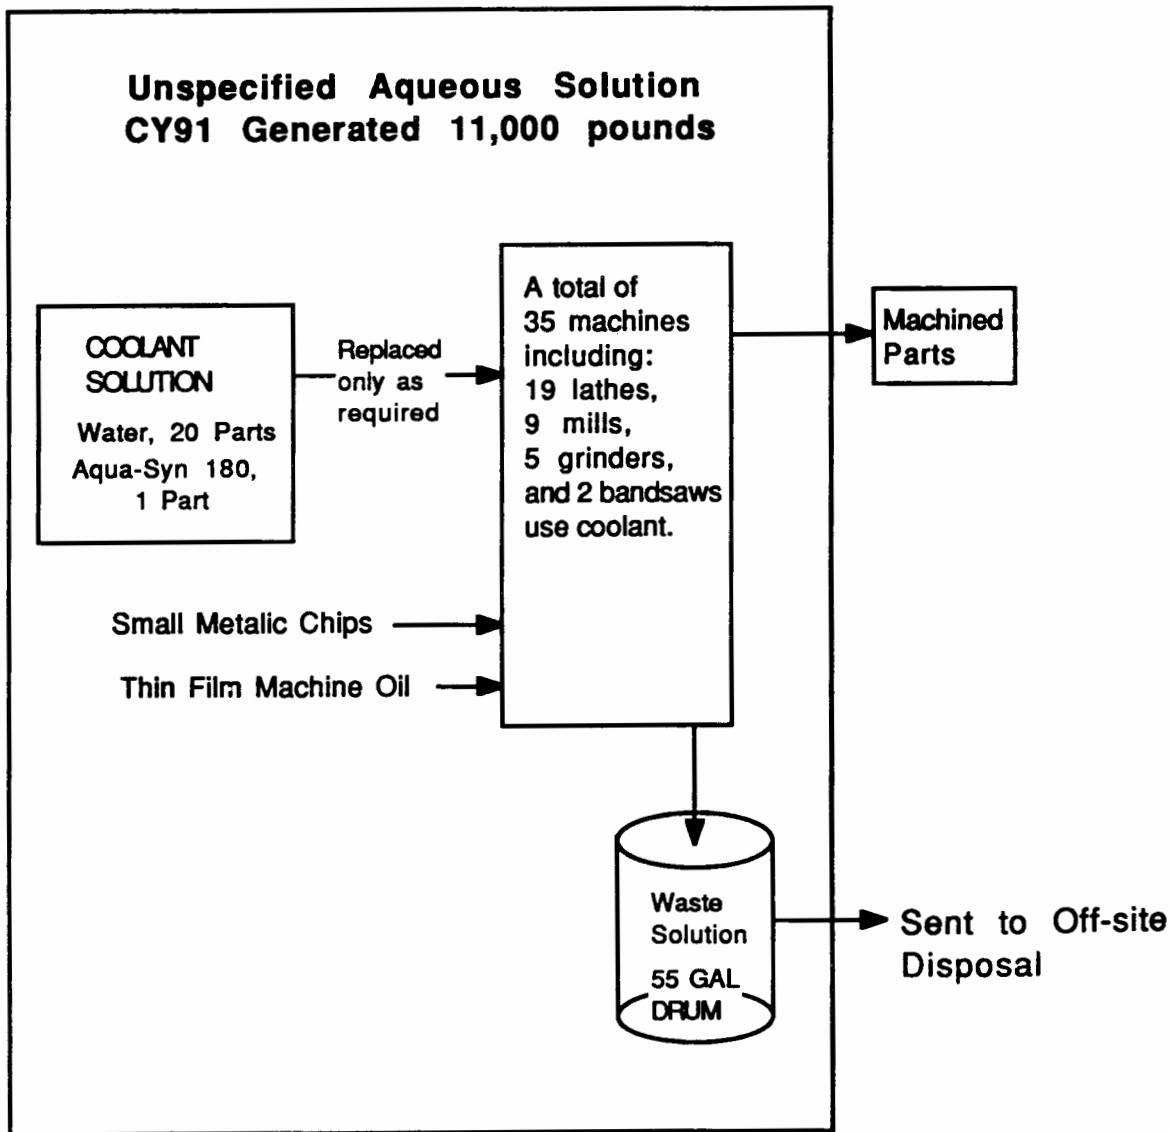 Unspecified Aqueous Solution
CY91 Generated 11,000 pounds
COOLANT
SOLUTION
Water, 20 Parts
Aqua-Syn 180,
1 Part
Replaced
only as
required
A total of
35 machines
including:
19 lathes,
9 mills,
5 grinders,
and 2 bandsaws
use coolant.
Machined
Parts
Small Metalic Chips
Thin Film Machine Oil
Waste
Solution
55 GAL
DRUM
Sent to Off-site
Disposal